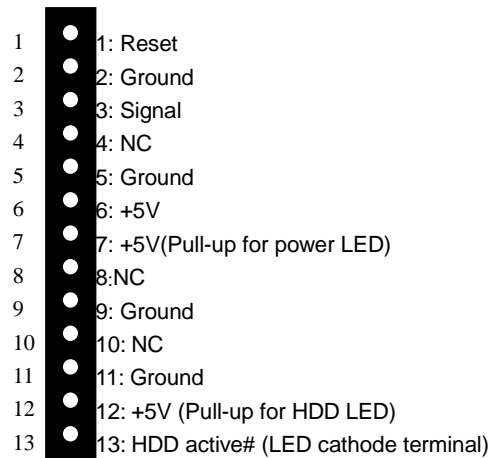 1 1: Reset
2 2: Ground
3 3: Signal
4 4: NC
5 5: Ground
6 6: +5V
7 7: +5V(Pull-up for power LED)
8 8:NC
9 9: Ground
10 10: NC
11 11: Ground
12 12: +5V (Pull-up for HDD LED)
13 13: HDD active# (LED cathode terminal)